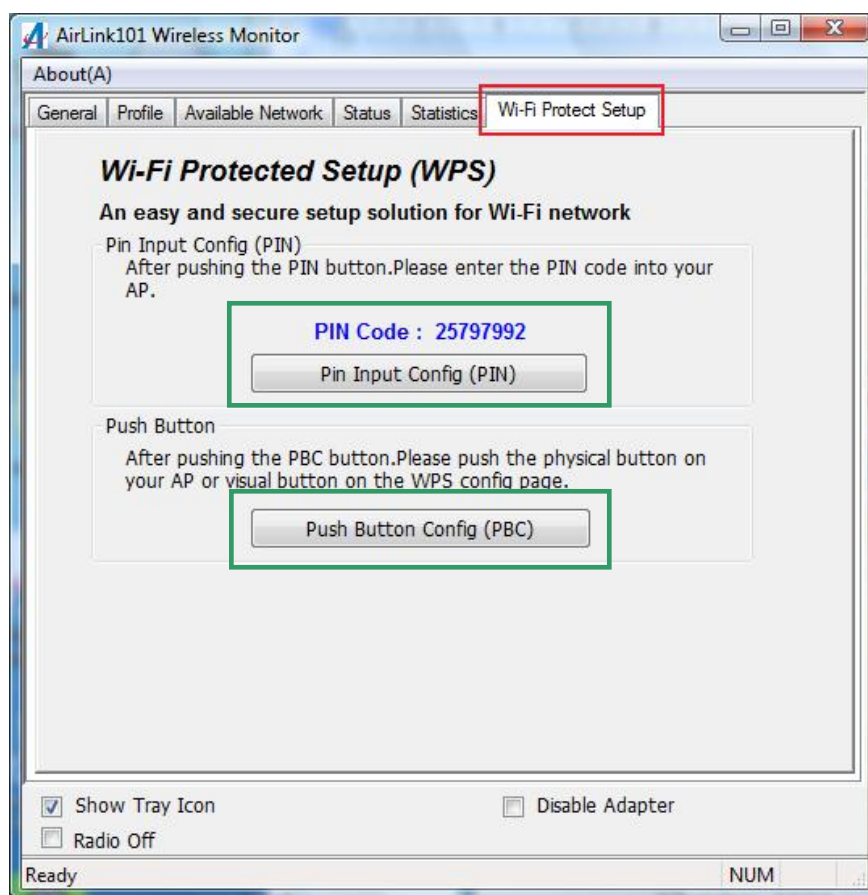 AirLink101 Wireless Monitor
About(A)
General Profile Available Network Status Statistics Wi-Fi Protect Setup
Wi-Fi Protected Setup (WPS)
An easy and secure setup solution for Wi-Fi network
Pin Input Config (PIN)
After pushing the PIN button.Please enter the PIN code into your
AP.
PIN Code :  25797992
Pin Input Config (PIN)
Push Button
After pushing the PBC button.Please push the physical button on
your AP or visual button on the WPS config page.
Push Button Config (PBC)
Show Tray Icon Disable Adapter
Radio Off
Ready NUM